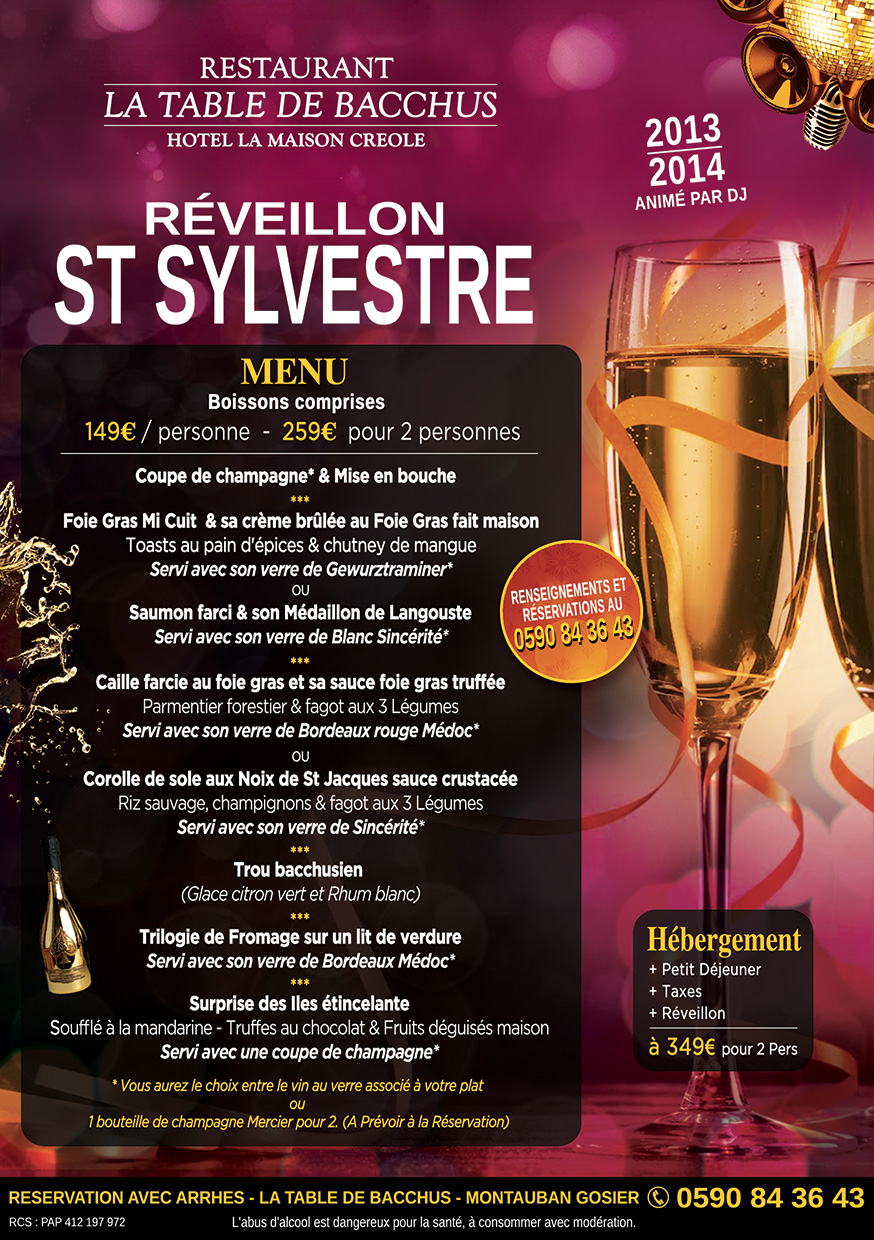 RESTAURANT
LA TABLE DE BACCHUS
HOTEL LA MAISON CREOLE
2013
2014
ANIMÉ PAR DJ
RÉVEILLON
ST SYLVESTRE
MENU
Boissons comprises
149€ / personne - 259€ pour 2 personnes
Coupe de champagne* & Mise en bouche
***
Foie Gras Mi Cuit & sa crème brûlée au Foie Gras fait maison
Toasts au pain d'épices & chutney de mangue
Servi avec son verre de Gewurztraminer*
OU
Saumon farci & son Médaillon de Langouste
Servi avec son verre de Blanc Sincérité*
***
Caille farcie au foie gras et sa sauce foie gras truffée
Parmentier forestier & fagot aux 3 Légumes
Servi avec son verre de Bordeaux rouge Médoc*
OU
Corolle de sole aux Noix de St Jacques sauce crustacée
Riz sauvage, champignons & fagot aux 3 Légumes
Servi avec son verre de Sincérité*
***
Trou bacchusien
(Glace citron vert et Rhum blanc)
***
Trilogie de Fromage sur un lit de verdure
Servi avec son verre de Bordeaux Médoc*
***
Surprise des Iles étincelante
Soufflé à la mandarine - Truffes au chocolat & Fruits déguisés maison
Servi avec une coupe de champagne*
* Vous aurez le choix entre le vin au verre associé à votre plat
ou
1 bouteille de champagne Mercier pour 2. (A Prévoir à la Réservation)
RENSEIGNEMENTS ET
RÉSERVATIONS AU
0590 84 36 43
Hébergement
+ Petit Déjeuner
+ Taxes
+ Réveillon
à 349€ pour 2 Pers
RESERVATION AVEC ARRHES - LA TABLE DE BACCHUS - MONTAUBAN GOSIER 0590 84 36 43
RCS : PAP 412 197 972
L'abus d'alcool est dangereux pour la santé, à consommer avec modération.